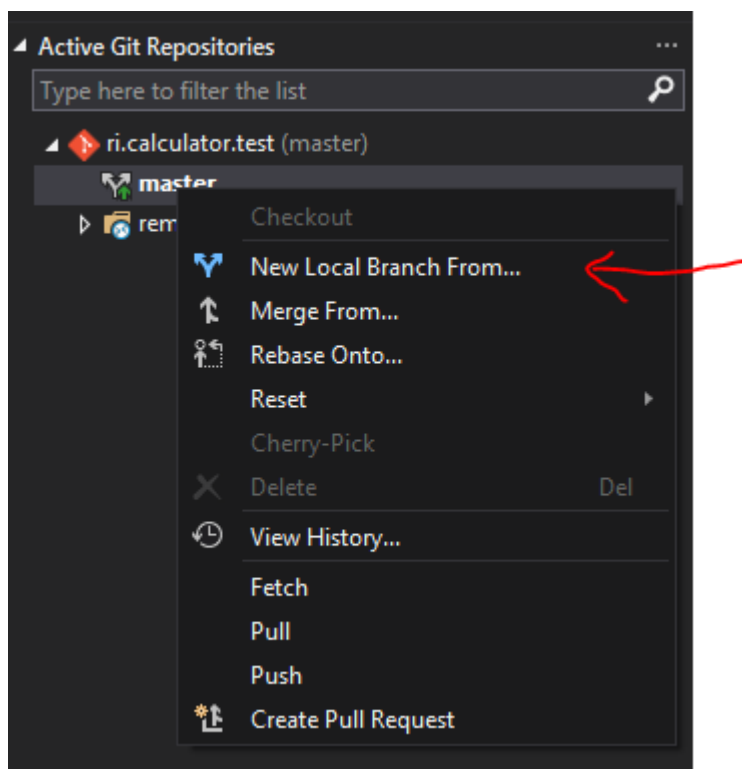 Active Git Repositories
Type here to filter the list
ri.calculator.test (master)
master
rem
Checkout
New Local Branch From...
Merge From...
Rebase Onto...
Reset
Cherry-Pick
Delete Del
View History...
Fetch
Pull
Push
Create Pull Request